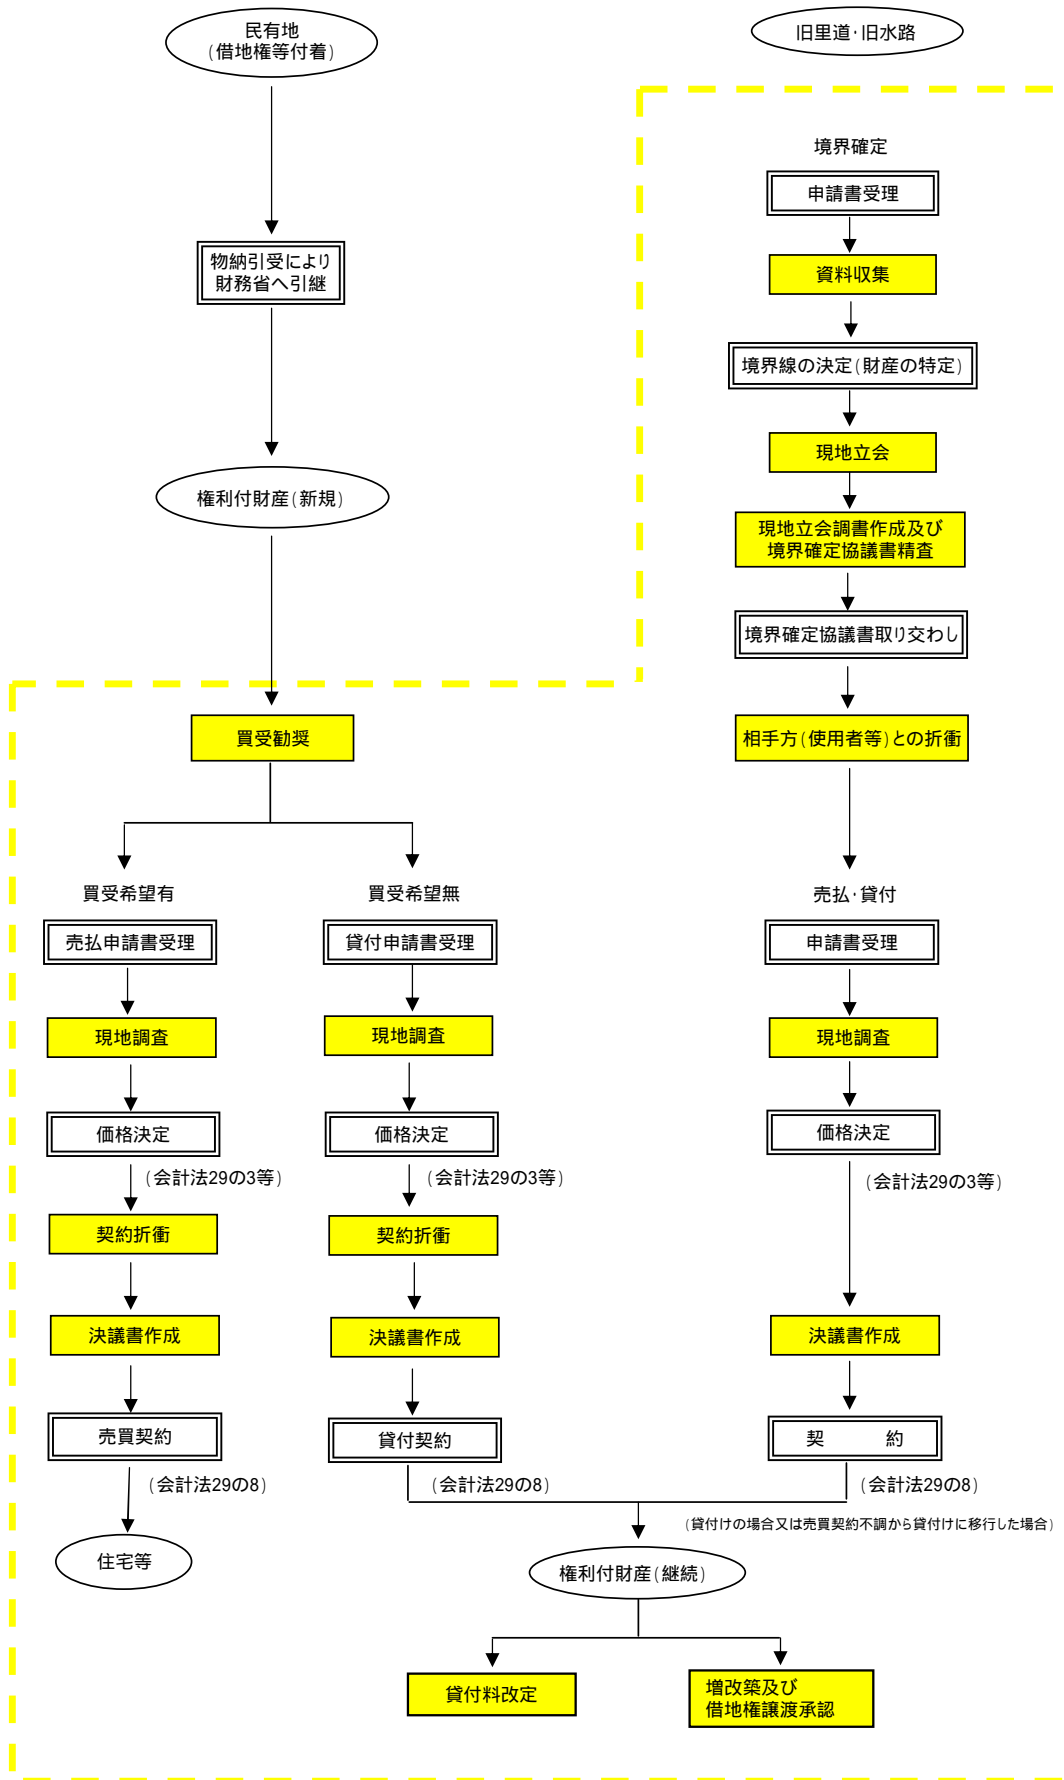 民有地
(借地権等付着)
旧里道・旧水路
境界確定
申請書受理
資料収集
物納引受により
財務省へ引継
境界線の決定(財産の特定)
現地立会
権利付財産(新規)
現地立会調書作成及び
境界確定協議書精査
境界確定協議書取り交わし
買受勧奨
相手方(使用者等)との折衝
買受希望有
買受希望無
売払・貸付
売払申請書受理
貸付申請書受理
申請書受理
現地調査
現地調査
現地調査
価格決定
価格決定
価格決定
(会計法29の3等)
(会計法29の3等)
(会計法29の3等)
契約折衝
契約折衝
決議書作成
決議書作成
決議書作成
売買契約
貸付契約
契 約
(会計法29の8)
(会計法29の8)
(会計法29の8)
(貸付けの場合又は売買契約不調から貸付けに移行した場合)
住宅等
権利付財産(継続)
貸付料改定
増改築及び
借地権譲渡承認